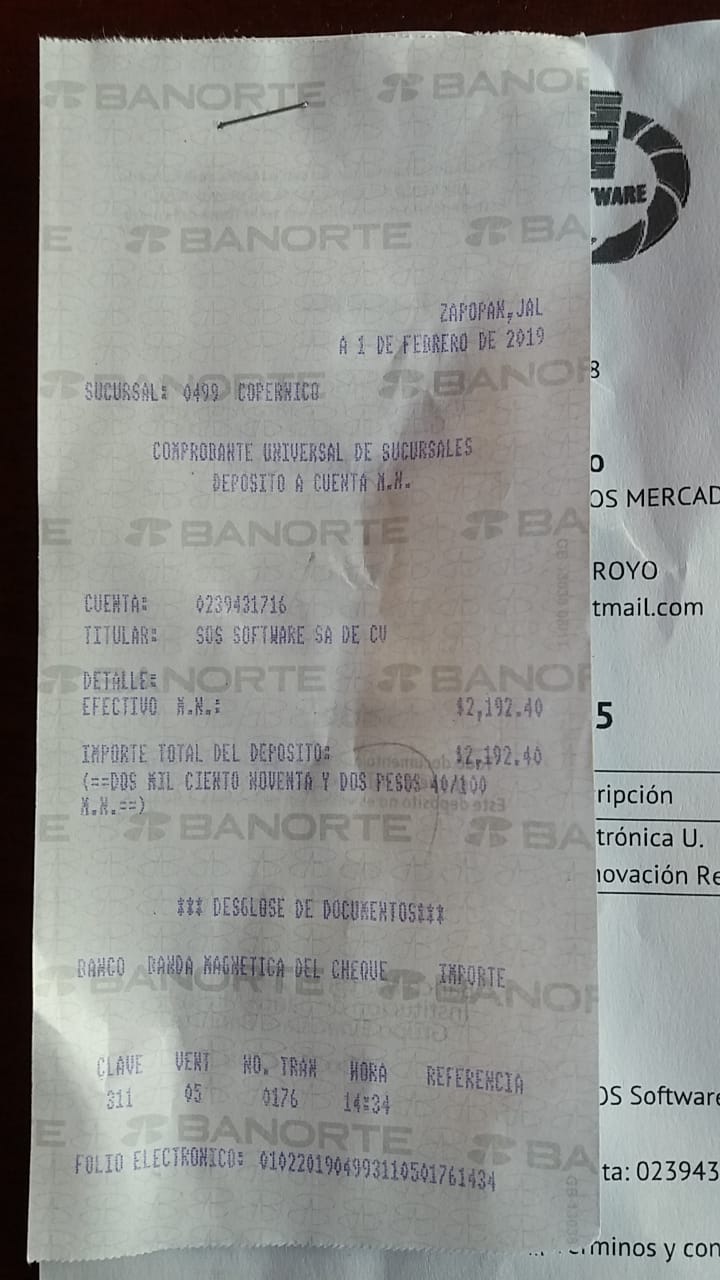 BANORTE BANO
BANORTE BA
WARE
ZAPOPAN,JAL
A 1 DE FEBRERO DE 2019
SUCURSAL: 0499 COPERNICO
BANORTE BANOR
8
COMPROBANTE UNIVERSAL DE SUCURSALES
DEPOSITO A CUENTA M.N.
O
OS MERCAD
BANORTE BA
ROYO
tmail.com
CUENTA: 0239431716
TITULAR: SOS SOFTWARE SA DE CV
DETALLE:
EFECTIVO M.N.: $2,192.40
5
IMPORTE TOTAL DEL DEPOSITO: $2,192.40
(==DOS MIL CIENTO NOVENTA Y DOS PESOS 40/100
M.N.==)
ripción
trónica U.
novación Re
BANORTE BA
*** DESGLOSE DE DOCUMENTOS***
BANCO BANDA MAGNETICA DEL CHEQUE IMPORTE
CLAVE VENT NO. TRAN HORA REFERENCIA
311 05 0176 14:34
OS Software
BANORTE BA
FOLIO ELECTRONICO: 0102201904993110501761434
ta: 023943
minos y con